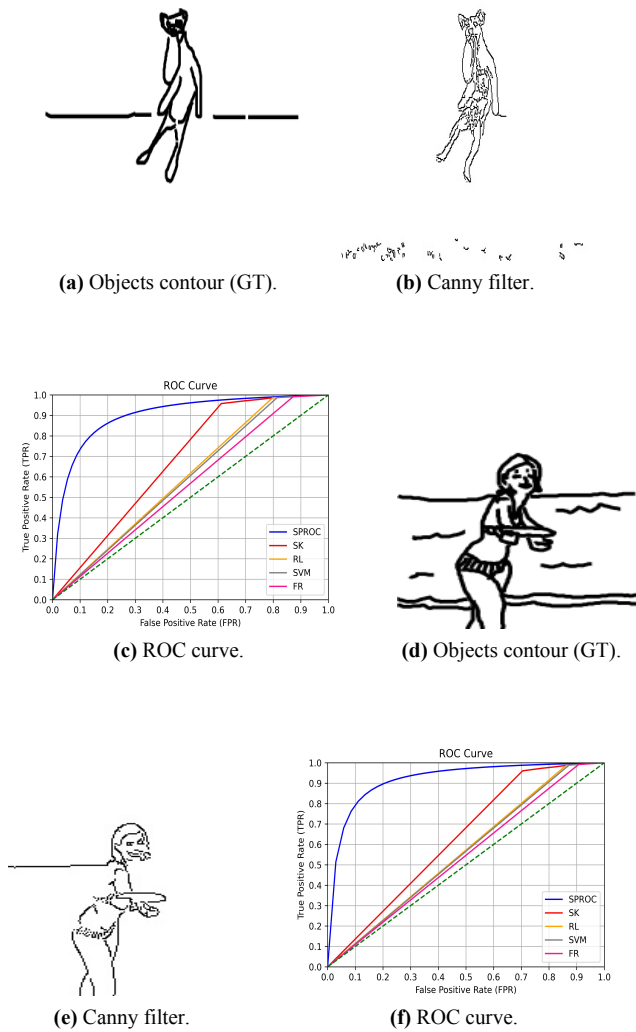 (a) Objects contour (GT).
(b) Canny filter.
ROC Curve
True Positive Rate (TPR)
1.0
0.9
0.8
0.7
0.6
0.5
0.4
0.3
0.2
0.1
0.0
SPROC
SK
RL
SVM
FR
0.0 0.1 0.2 0.3 0.4 0.5 0.6 0.7 0.8 0.9 1.0
False Positive Rate (FPR)
(c) ROC curve.
(d) Objects contour (GT).
ROC Curve
True Positive Rate (TPR)
1.0
0.9
0.8
0.7
0.6
0.5
0.4
0.3
0.2
0.1
0.0
SPROC
SK
RL
SVM
FR
0.0 0.1 0.2 0.3 0.4 0.5 0.6 0.7 0.8 0.9 1.0
False Positive Rate (FPR)
(e) Canny filter.
(f) ROC curve.